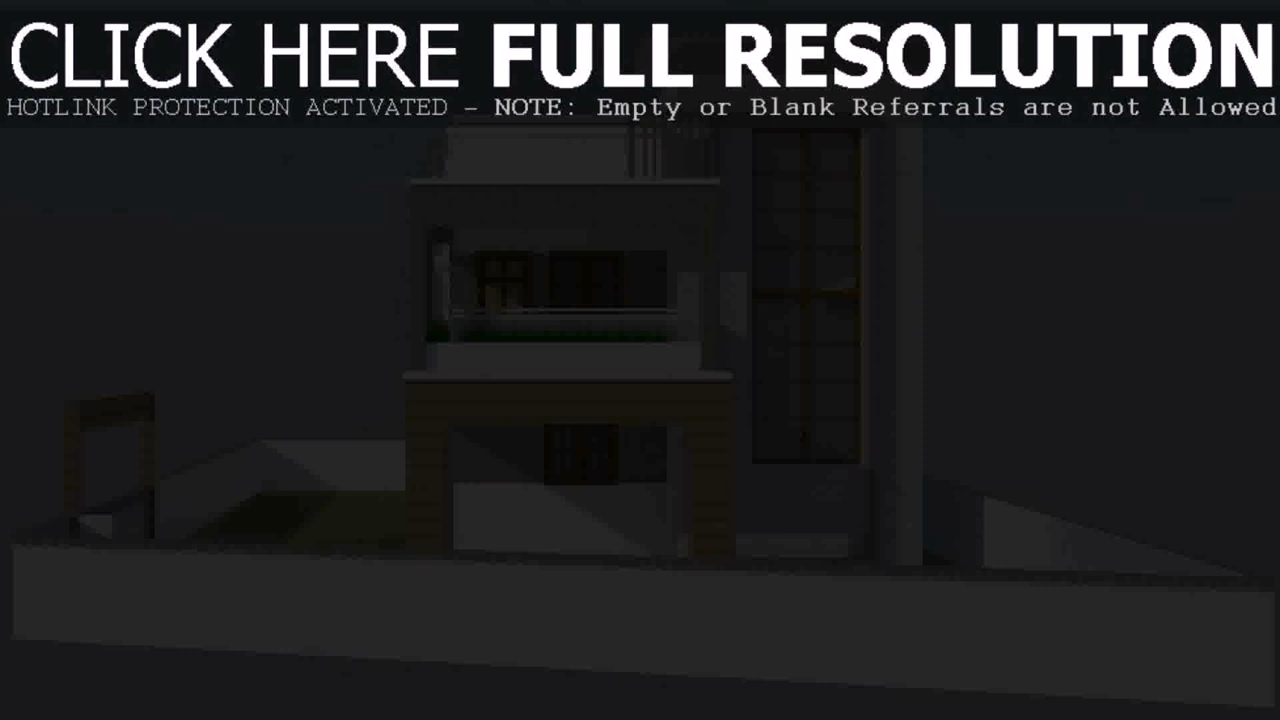 CLICK HERE FULL RESOLUTION
HOTLINK PROTECTION ACTIVATED – NOTE: Empty or Blank Referrals are not Allowed